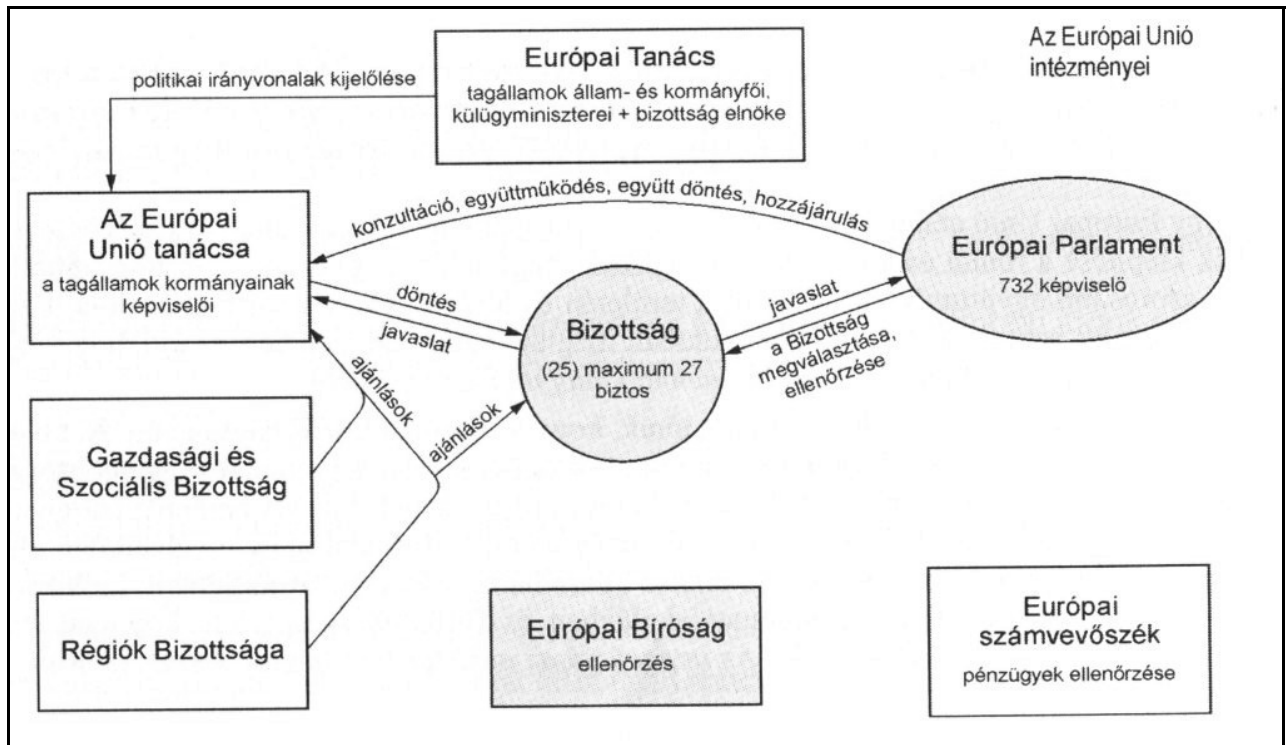 Az Európai Unió
intézményei
Európai Tanács
tagállamok állam- és kormányfői,
külügyminiszterei + bizottság elnöke
politikai irányvonalak kijelölése
Az Európai
Unió tanácsa
a tagállamok kormányainak
képviselői
konzultáció, együttműködés, együtt döntés, hozzájárulás
Európai Parlament
732 képviselő
döntés
javaslat
Bizottság
(25) maximum 27
biztos
javaslat
a Bizottság
megválasztása,
ellenőrzése
ajánlások
ajánlások
Gazdasági és
Szociális Bizottság
Régiók Bizottsága
Európai Bíróság
ellenőrzés
Európai
számvevőszék
pénzügyek ellenőrzése